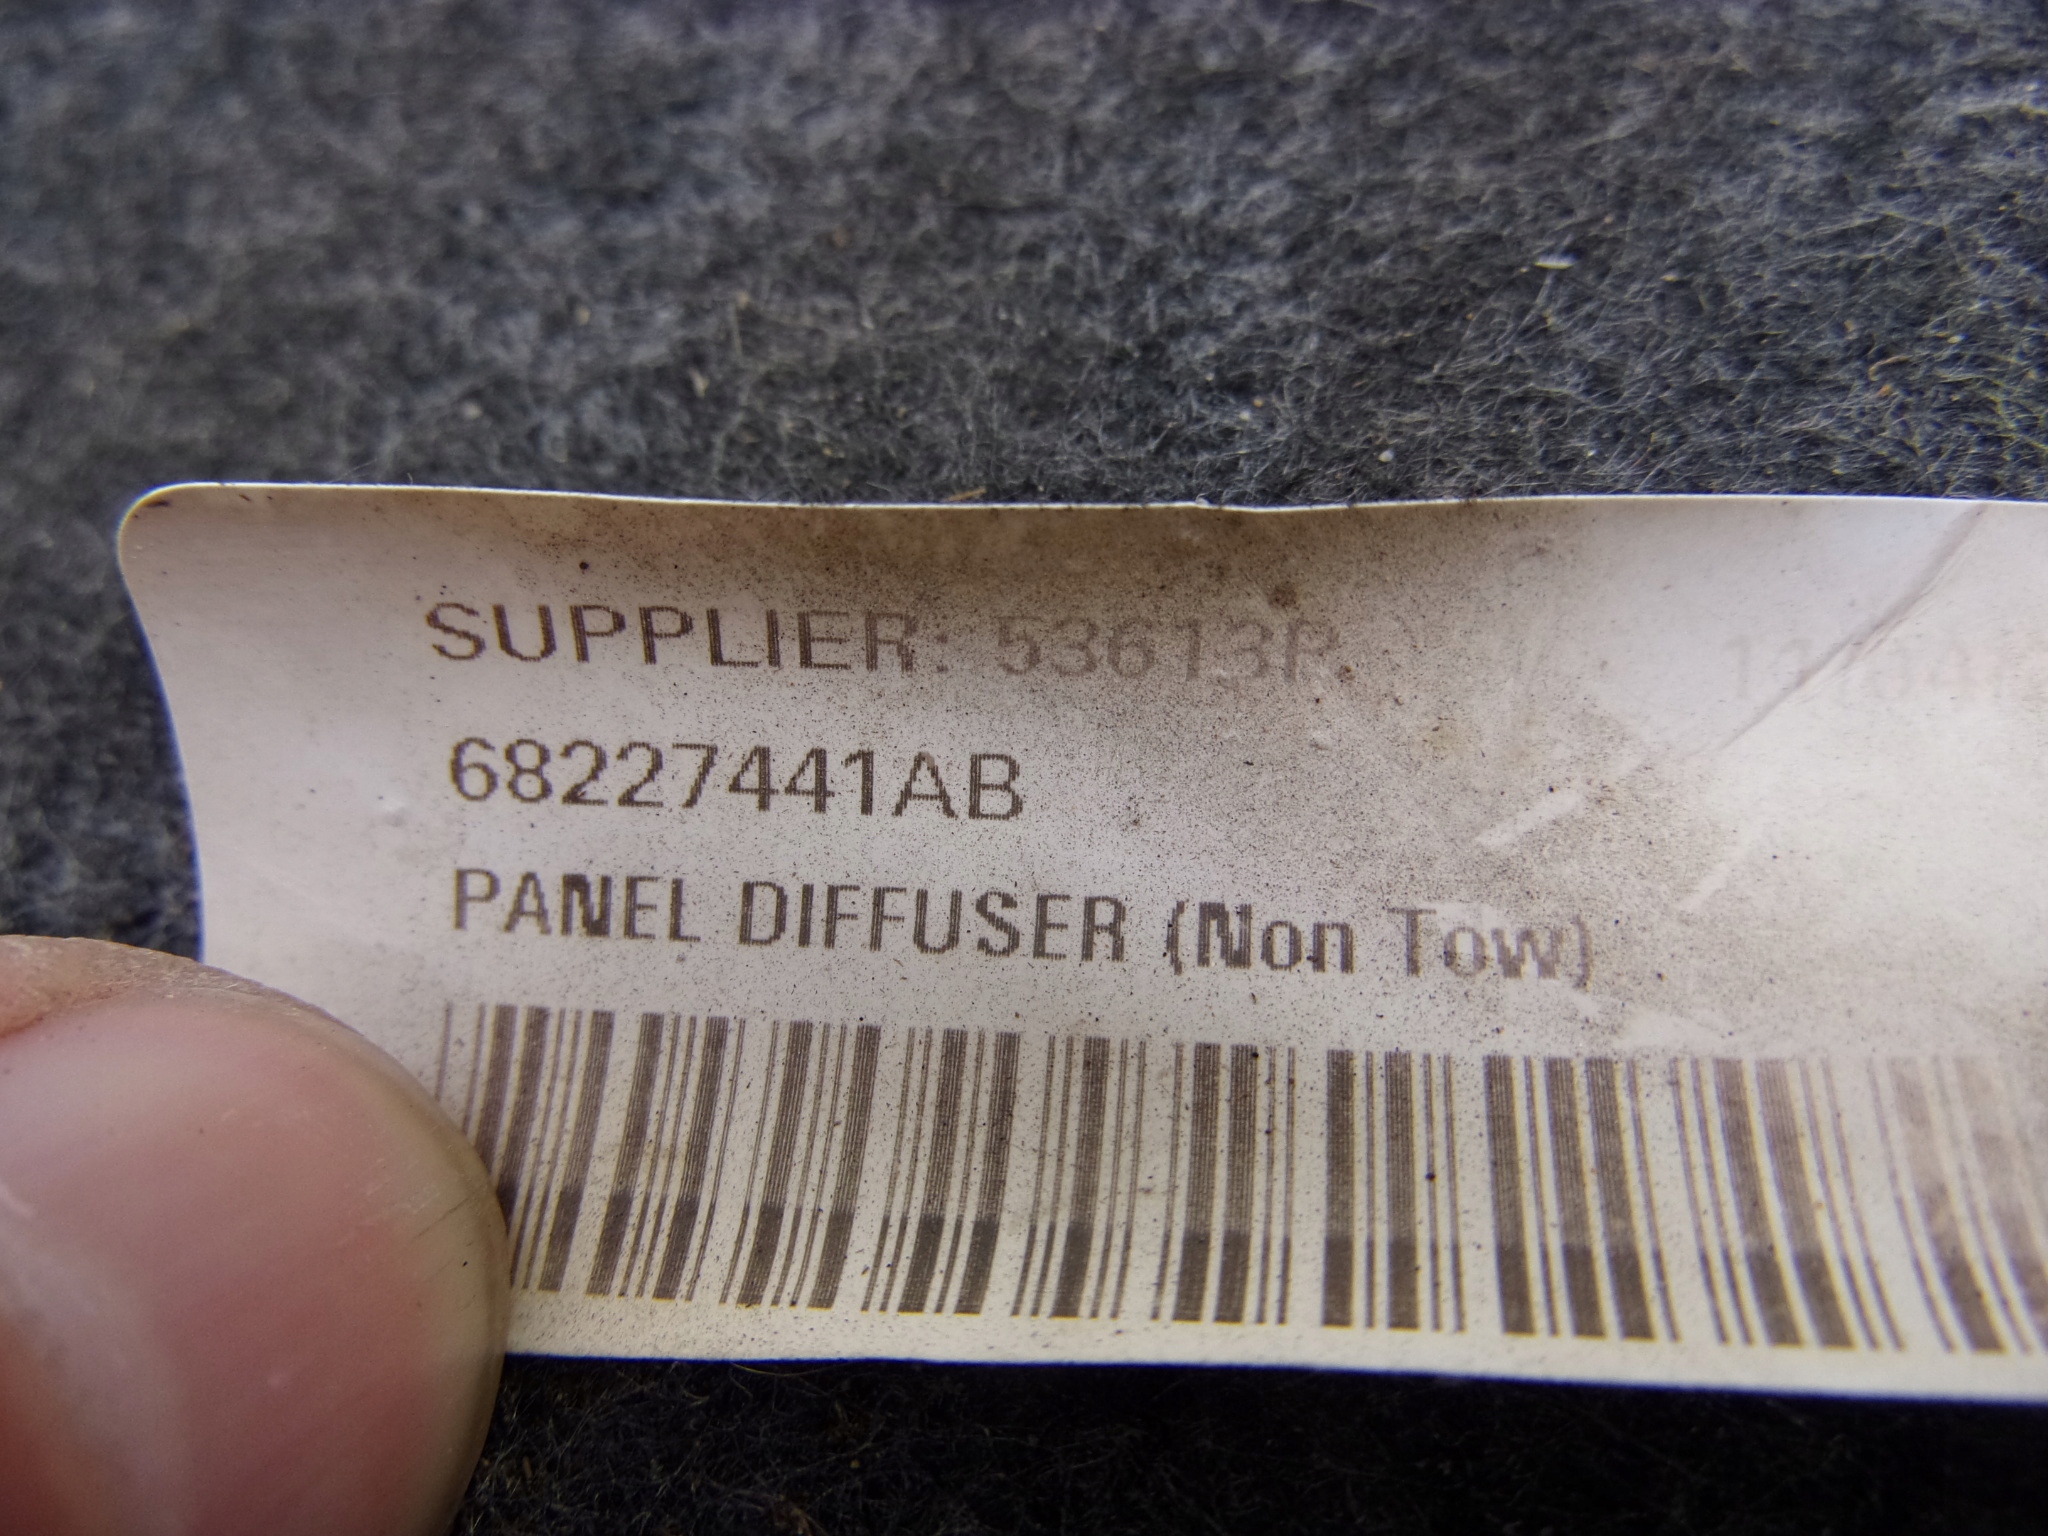 SUPPLIER: 53613P
68227441AB
PANEL DIFFUSER (Non Tow)